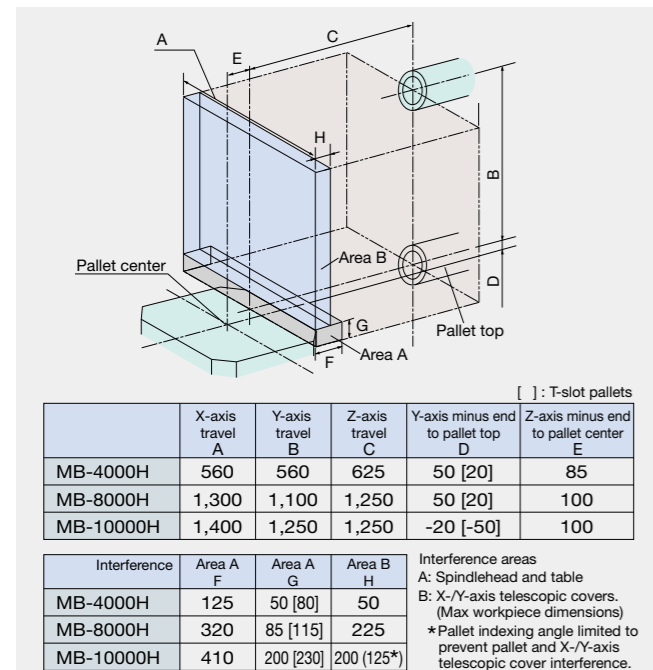 A
E
C
H
B
Area B
Pallet center
D
G
Pallet top
F
Area A
[ ] : T-slot pallets
X-axis travel A Y-axis travel B Z-axis travel C Y-axis minus end to pallet top D Z-axis minus end to pallet center E
MB-4000H 560 560 625 50 [20] 85
MB-8000H 1,300 1,100 1,250 50 [20] 100
MB-10000H 1,400 1,250 1,250 -20 [-50] 100
Interference Area A F Area A G Area B H
MB-4000H 125 50 [80] 50
MB-8000H 320 85 [115] 225
MB-10000H 410 200 [230] 200 (125*)
Interference areas
A: Spindlehead and table
B: X-/Y-axis telescopic covers.
(Max workpiece dimensions)
*Pallet indexing angle limited to
prevent pallet and X-/Y-axis
telescopic cover interference.